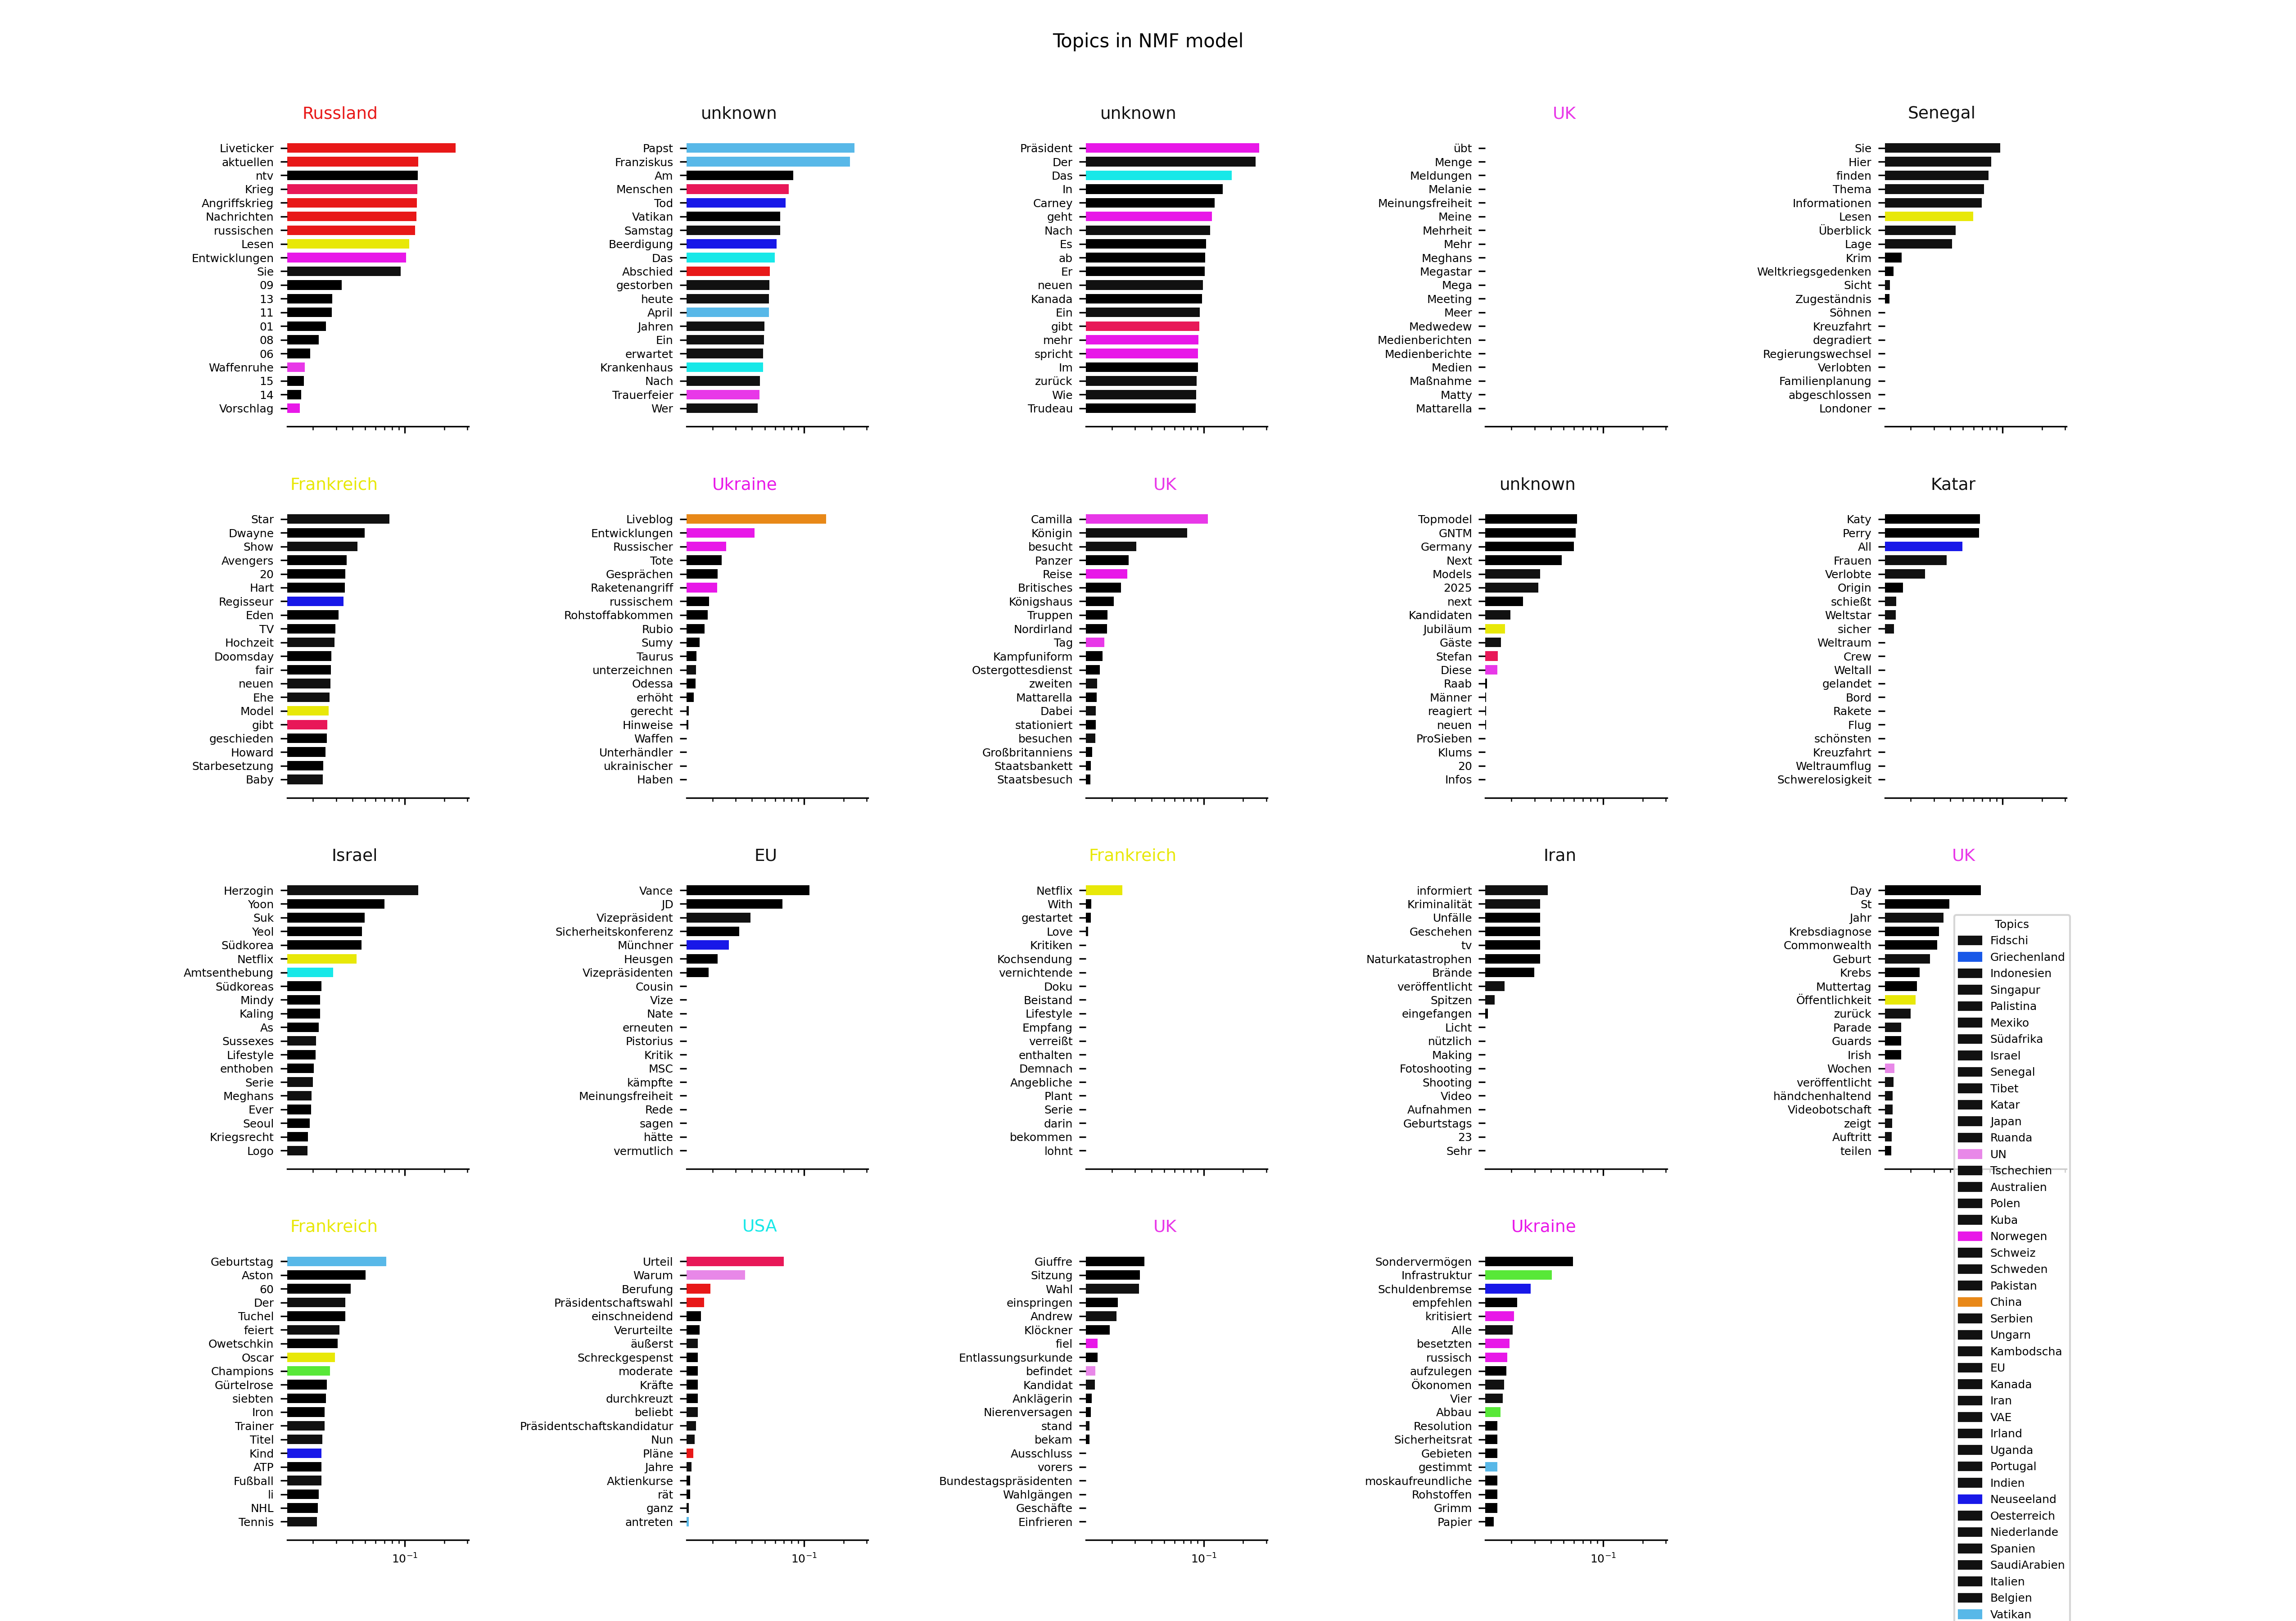 Topics in NMF model
Russland
Liveticker
aktuellen
ntv
Krieg
Angriffskrieg
Nachrichten
russischen
Lesen
Entwicklungen
Sie
09
13
11
01
08
06
Waffenruhe
15
14
Vorschlag
unknown
Papst
Franziskus
Am
Menschen
Tod
Vatikan
Samstag
Beerdigung
Das
Abschied
gestorben
heute
April
Jahren
Ein
erwartet
Krankenhaus
Nach
Trauerfeier
Wer
unknown
Präsident
Der
Das
In
Carney
geht
Nach
Es
ab
Er
neuen
Kanada
Ein
gibt
mehr
spricht
Im
zurück
Wie
Trudeau
UK
übt
Menge
Meldungen
Melanie
Meinungsfreiheit
Meine
Mehrheit
Mehr
Meghans
Megastar
Mega
Meeting
Meer
Medwedew
Medienberichten
Medienberichte
Medien
Maßnahme
Matty
Mattarella
Senegal
Sie
Hier
finden
Thema
Informationen
Lesen
Überblick
Lage
Krim
Weltkriegsgedenken
Sicht
Zugeständnis
Söhnen
Kreuzfahrt
degradiert
Regierungswechsel
Verlobten
Familienplanung
abgeschlossen
Londoner
Frankreich
Star
Dwayne
Show
Avengers
20
Hart
Regisseur
Eden
TV
Hochzeit
Doomsday
fair
neuen
Ehe
Model
gibt
geschieden
Howard
Starbesetzung
Baby
Ukraine
Liveblog
Entwicklungen
Russischer
Tote
Gesprächen
Raketenangriff
russischem
Rohstoffabkommen
Rubio
Sumy
Taurus
unterzeichnen
Odessa
erhöht
gerecht
Hinweise
Waffen
Unterhändler
ukrainischer
Haben
UK
Camilla
Königin
besucht
Panzer
Reise
Britisches
Königshaus
Truppen
Nordirland
Tag
Kampfuniform
Ostergottesdienst
zweiten
Mattarella
Dabei
stationiert
besuchen
Großbritanniens
Staatsbankett
Staatsbesuch
unknown
Topmodel
GNTM
Germany
Next
Models
2025
next
Kandidaten
Jubiläum
Gäste
Stefan
Diese
Raab
Männer
reagiert
neuen
ProSieben
Klums
20
Infos
Katar
Katy
Perry
All
Frauen
Verlobte
Origin
schießt
Weltstar
sicher
Weltraum
Crew
Weltall
gelandet
Bord
Rakete
Flug
schönsten
Kreuzfahrt
Weltraumflug
Schwerelosigkeit
Israel
Herzogin
Yoon
Suk
Yeol
Südkorea
Netflix
Amtsenthebung
Südkoreas
Mindy
Kaling
As
Sussexes
Lifestyle
enthoben
Serie
Meghans
Ever
Seoul
Kriegsrecht
Logo
EU
Vance
JD
Vizepräsident
Sicherheitskonferenz
Münchner
Heusgen
Vizepräsidenten
Cousin
Vize
Nate
erneuten
Pistorius
Kritik
MSC
kämpfte
Meinungsfreiheit
Rede
sagen
hätte
vermutlich
Frankreich
Netflix
With
gestartet
Love
Kritiken
Kochsendung
vernichtende
Doku
Beistand
Lifestyle
Empfang
verreißt
enthalten
Demnach
Angebliche
Plant
Serie
darin
bekommen
lohnt
Iran
informiert
Kriminalität
Unfälle
Geschehen
tv
Naturkatastrophen
Brände
veröffentlicht
Spitzen
eingefangen
Licht
nützlich
Making
Fotoshooting
Shooting
Video
Aufnahmen
Geburtstags
23
Sehr
UK
Day
St
Jahr
Krebsdiagnose
Commonwealth
Geburt
Krebs
Muttertag
Öffentlichkeit
zurück
Parade
Guards
Irish
Wochen
veröffentlicht
händchenhaltend
Videobotschaft
zeigt
Auftritt
teilen
Frankreich
Geburtstag
Aston
60
Der
Tuchel
feiert
Owetschkin
Oscar
Champions
Gürtelrose
siebten
Iron
Trainer
Titel
Kind
ATP
Fußball
li
NHL
Tennis
10⁻¹
USA
Urteil
Warum
Berufung
Präsidentschaftswahl
einschneidend
Verurteilte
äußerst
Schreckgespenst
moderate
Kräfte
durchkreuzt
beliebt
Präsidentschaftskandidatur
Nun
Pläne
Jahre
Aktienkurse
rät
ganz
antreten
10⁻¹
UK
Giuffre
Sitzung
Wahl
einspringen
Andrew
Klöckner
fiel
Entlassungsurkunde
befindet
Kandidat
Anklägerin
Nierenversagen
stand
bekam
Ausschluss
vorers
Bundestagspräsidenten
Wahlgängen
Geschäfte
Einfrieren
10⁻¹
Ukraine
Sondervermögen
Infrastruktur
Schuldenbremse
empfehlen
kritisiert
Alle
besetzten
russisch
aufzulegen
Ökonomen
Vier
Abbau
Resolution
Sicherheitsrat
Gebieten
gestimmt
moskaufreundliche
Rohstoffen
Grimm
Papier
10⁻¹
Topics
Fidschi
Griechenland
Indonesien
Singapur
Palistina
Mexiko
Südafrika
Israel
Senegal
Tibet
Katar
Japan
Ruanda
UN
Tschechien
Australien
Polen
Kuba
Norwegen
Schweiz
Schweden
Pakistan
China
Serbien
Ungarn
Kambodscha
EU
Kanada
Iran
VAE
Irland
Uganda
Portugal
Indien
Neuseeland
Oesterreich
Niederlande
Spanien
SaudiArabien
Italien
Belgien
Vatikan